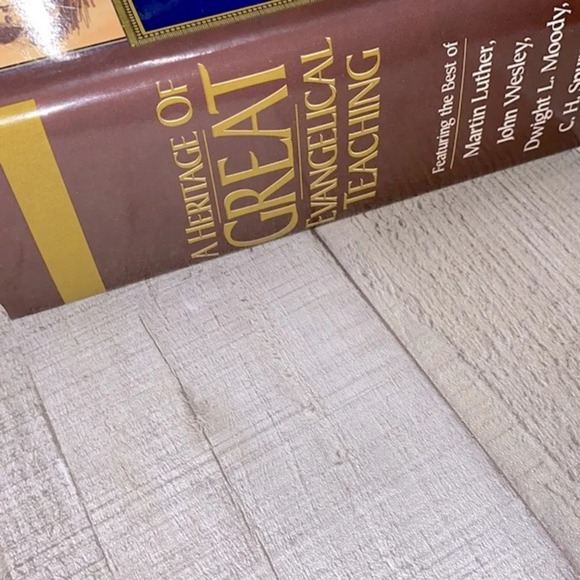 A HERITAGE OF
GREAT
EVANGELICAL
TEACHING
Featuring the Best of
Martin Luther,
John Wesley,
Dwight L. Moody,
C. H.